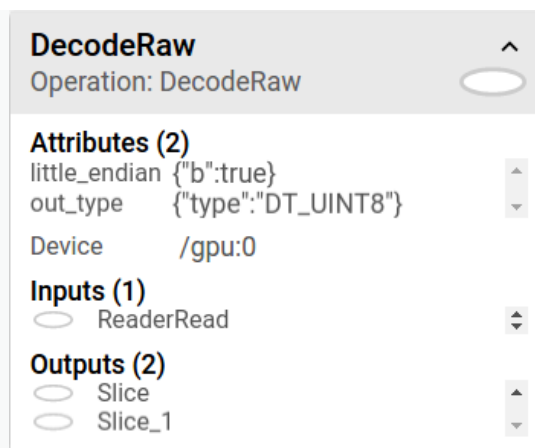 DecodeRaw
Operation: DecodeRaw
Attributes (2)
little_endian {"b":true}
out_type {"type":"DT_UINT8"}
Device /gpu:0
Inputs (1)
ReaderRead
Outputs (2)
Slice
Slice_1